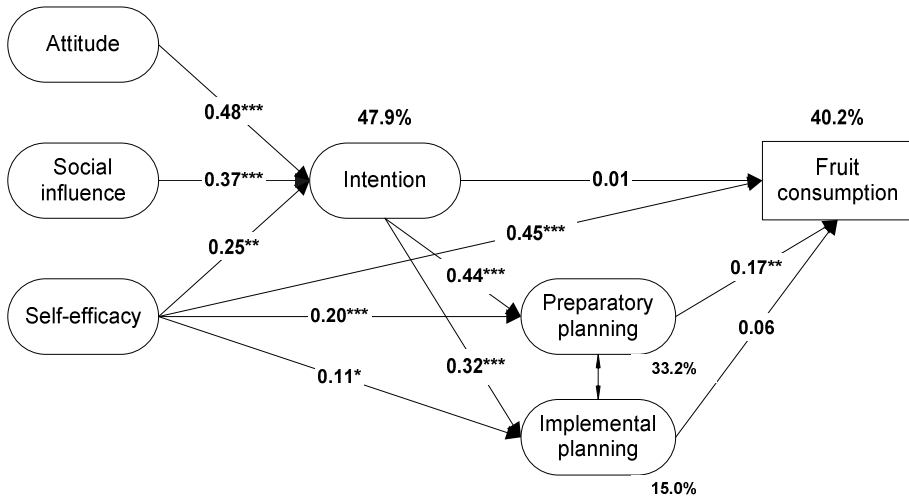 Attitude
0.48***
47.9%
40.2%
Social
influence
0.37***
Intention
0.01
Fruit
consumption
0.25**
0.45***
0.44***
0.17**
Self-efficacy
0.20***
Preparatory
planning
0.06
33.2%
0.32***
0.11*
Implemental
planning
15.0%